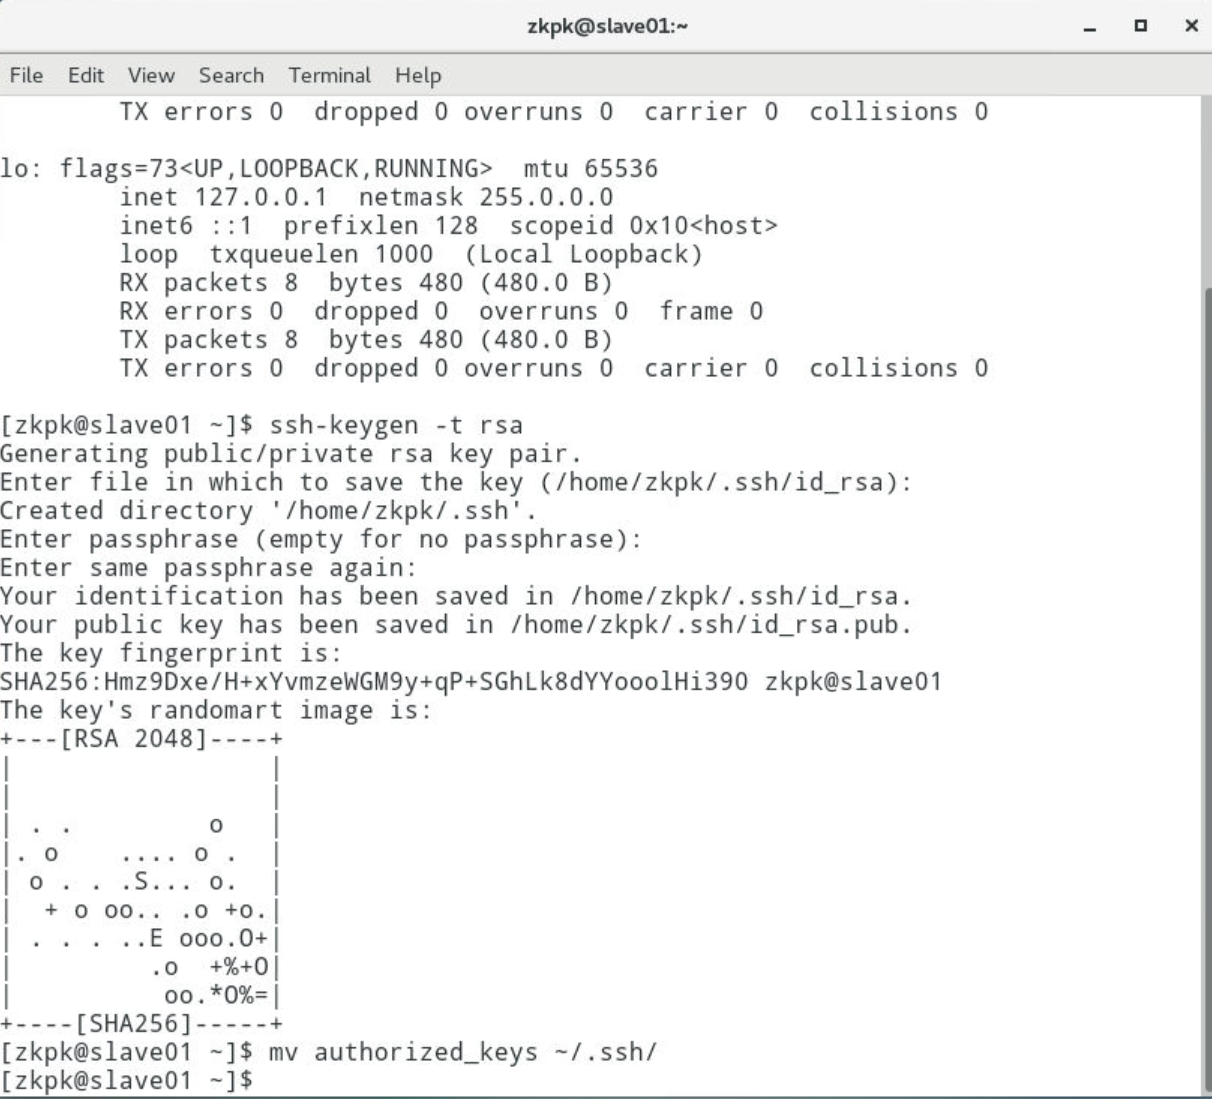 zkpk@slave01:~
File Edit View Search Terminal Help
        TX errors 0  dropped 0 overruns 0  carrier 0  collisions 0

lo: flags=73<UP,LOOPBACK,RUNNING>  mtu 65536
        inet 127.0.0.1  netmask 255.0.0.0
        inet6 ::1  prefixlen 128  scopeid 0x10<host>
        loop  txqueuelen 1000  (Local Loopback)
        RX packets 8  bytes 480 (480.0 B)
        RX errors 0  dropped 0  overruns 0  frame 0
        TX packets 8  bytes 480 (480.0 B)
        TX errors 0  dropped 0 overruns 0  carrier 0  collisions 0

[zkpk@slave01 ~]$ ssh-keygen -t rsa
Generating public/private rsa key pair.
Enter file in which to save the key (/home/zkpk/.ssh/id_rsa):
Created directory '/home/zkpk/.ssh'.
Enter passphrase (empty for no passphrase):
Enter same passphrase again:
Your identification has been saved in /home/zkpk/.ssh/id_rsa.
Your public key has been saved in /home/zkpk/.ssh/id_rsa.pub.
The key fingerprint is:
SHA256:Hmz9Dxe/H+xYvmzeWGM9y+qP+SGhLk8dYYooolHi390 zkpk@slave01
The key's randomart image is:
+---[RSA 2048]----+
|                 |
|                 |
| . .         o   |
|. o    .... o .  |
| o . . .S... o.  |
|  + o oo.. .o +o.|
| . . . ..E ooo.O+|
|         .o  +%+O|
|          oo.*O%=|
+----[SHA256]-----+
[zkpk@slave01 ~]$ mv authorized_keys ~/.ssh/
[zkpk@slave01 ~]$